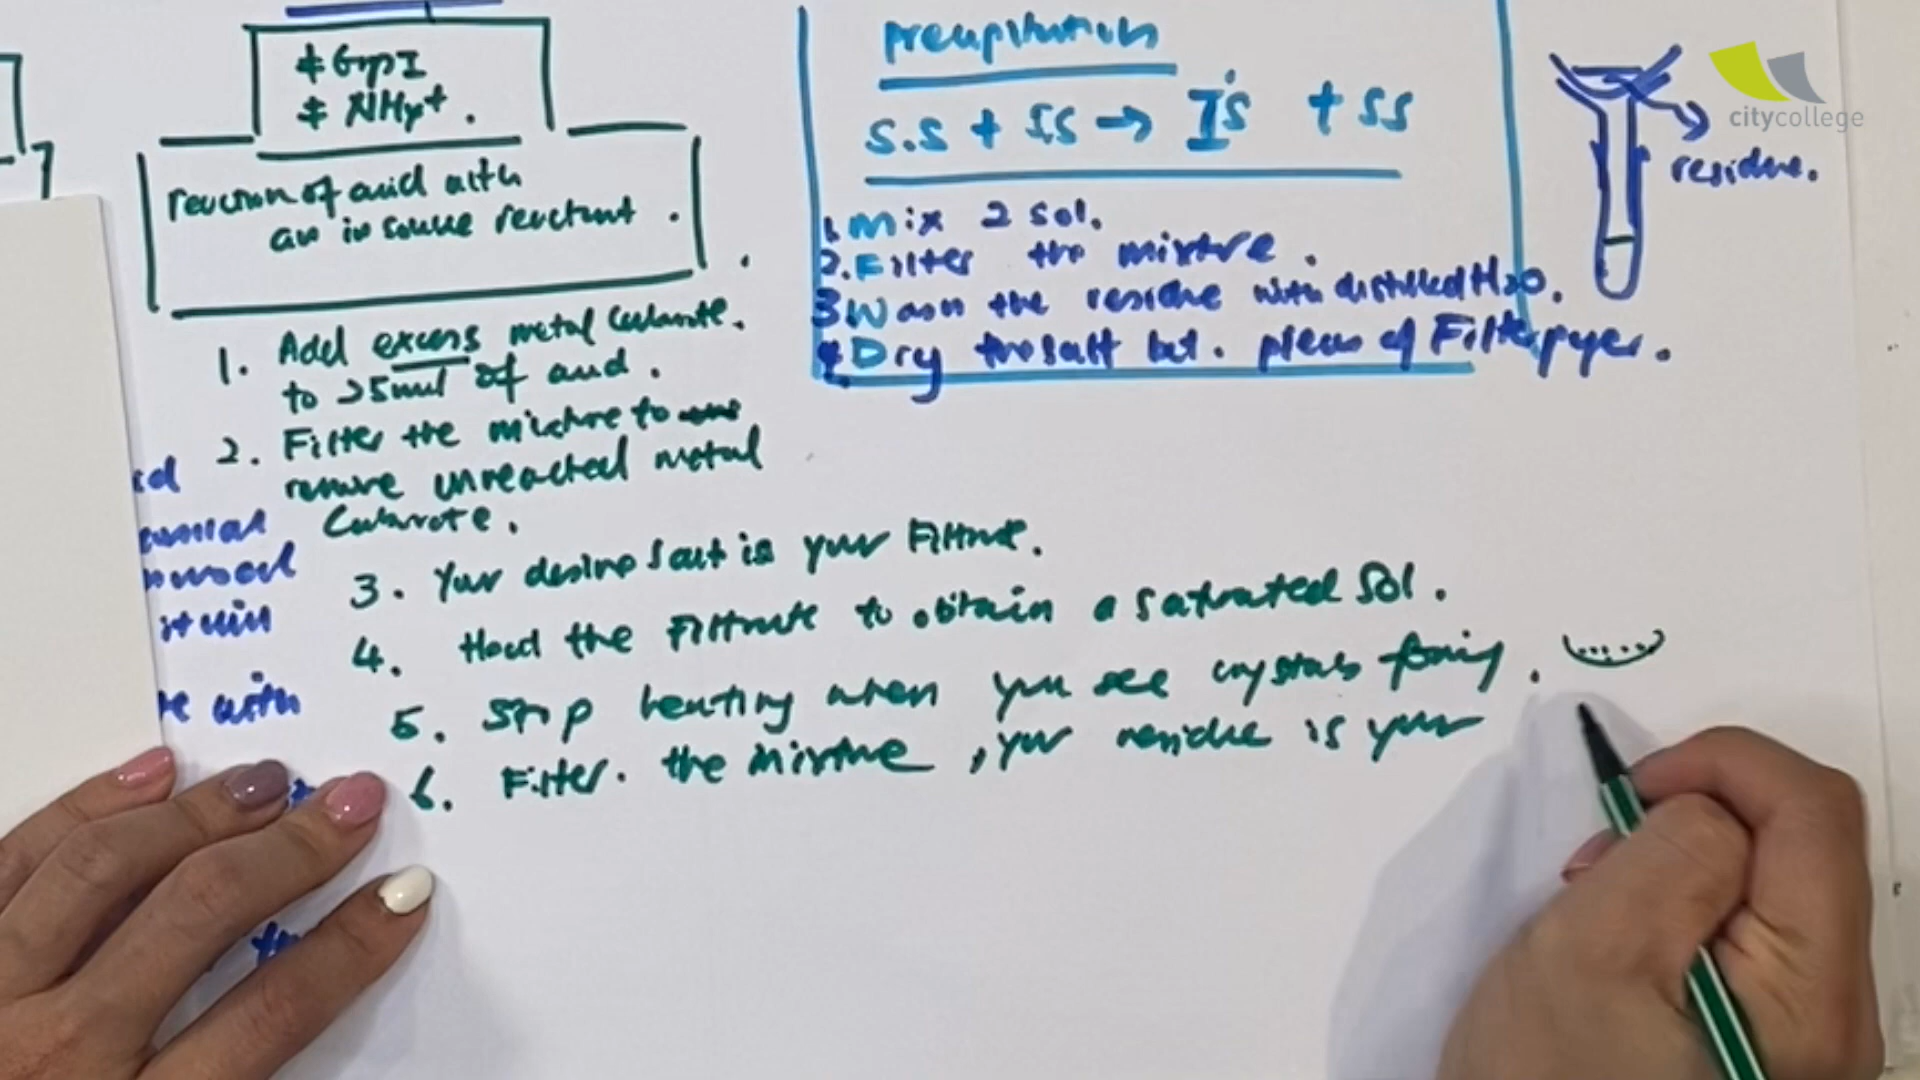 ≠ Grp I
≠ NH4+.
reaction of acid with
an insoluble reactant.
1. Add excess metal carbonate.
to 25ml of acid.
2. Filter the mixture to
remove unreacted metal
Carbonate.
3. Your desire salt is your Filtrate.
4. Heat the Filtrate to obtain a saturated sol.
5. Stop heating when you see crystals forming.
6. Filter. the mixture, your residue is your
precipitation
s.s + ss → Is + ss
1. Mix 2 sol.
2. Filter the mixture.
3 Wash the residue with distilled H2O.
4 Dry the salt bet. pieces of Filter paper.
residue.
citycollege
with